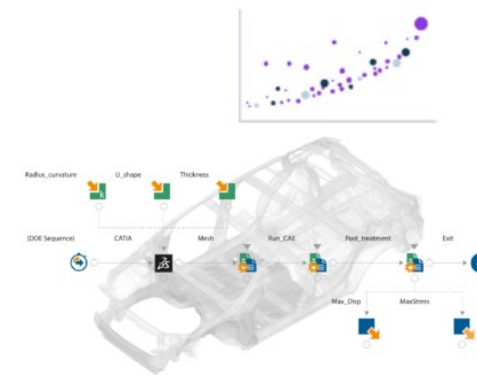 Radius_curvature U_shape Thickness
k
(DOE Sequence) CATIA Mesh Run_CAE Post_treatment Exit
Max_Disp MaxStress